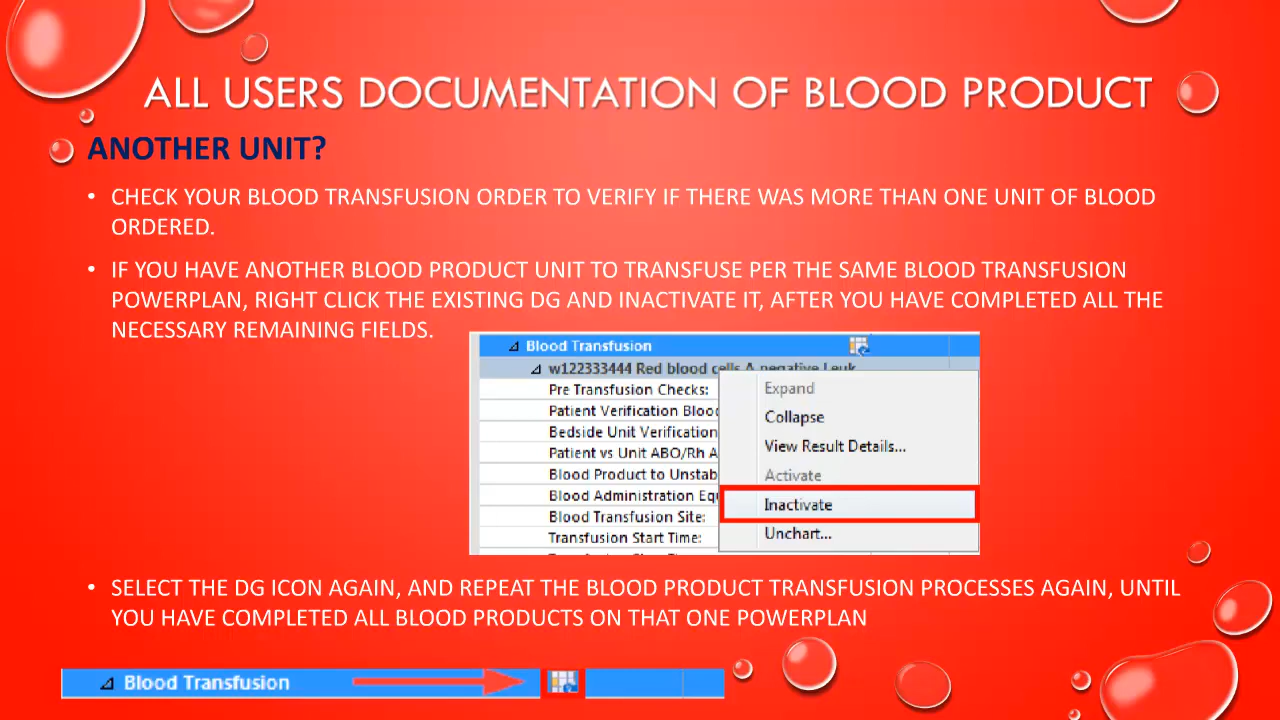 ALL USERS DOCUMENTATION OF BLOOD PRODUCT
ANOTHER UNIT?
• CHECK YOUR BLOOD TRANSFUSION ORDER TO VERIFY IF THERE WAS MORE THAN ONE UNIT OF BLOOD
ORDERED.
• IF YOU HAVE ANOTHER BLOOD PRODUCT UNIT TO TRANSFUSE PER THE SAME BLOOD TRANSFUSION
POWERPLAN, RIGHT CLICK THE EXISTING DG AND INACTIVATE IT, AFTER YOU HAVE COMPLETED ALL THE
NECESSARY REMAINING FIELDS.
Blood Transfusion
w122333444 Red blood cells A negative Leuk
Pre Transfusion Checks:
Patient Verification Blood
Bedside Unit Verification
Patient vs Unit ABO/Rh A
Blood Product to Unstab
Blood Administration Equ
Blood Transfusion Site:
Transfusion Start Time:
Expand
Collapse
View Result Details...
Activate
Inactivate
Unchart...
• SELECT THE DG ICON AGAIN, AND REPEAT THE BLOOD PRODUCT TRANSFUSION PROCESSES AGAIN, UNTIL
YOU HAVE COMPLETED ALL BLOOD PRODUCTS ON THAT ONE POWERPLAN
Blood Transfusion